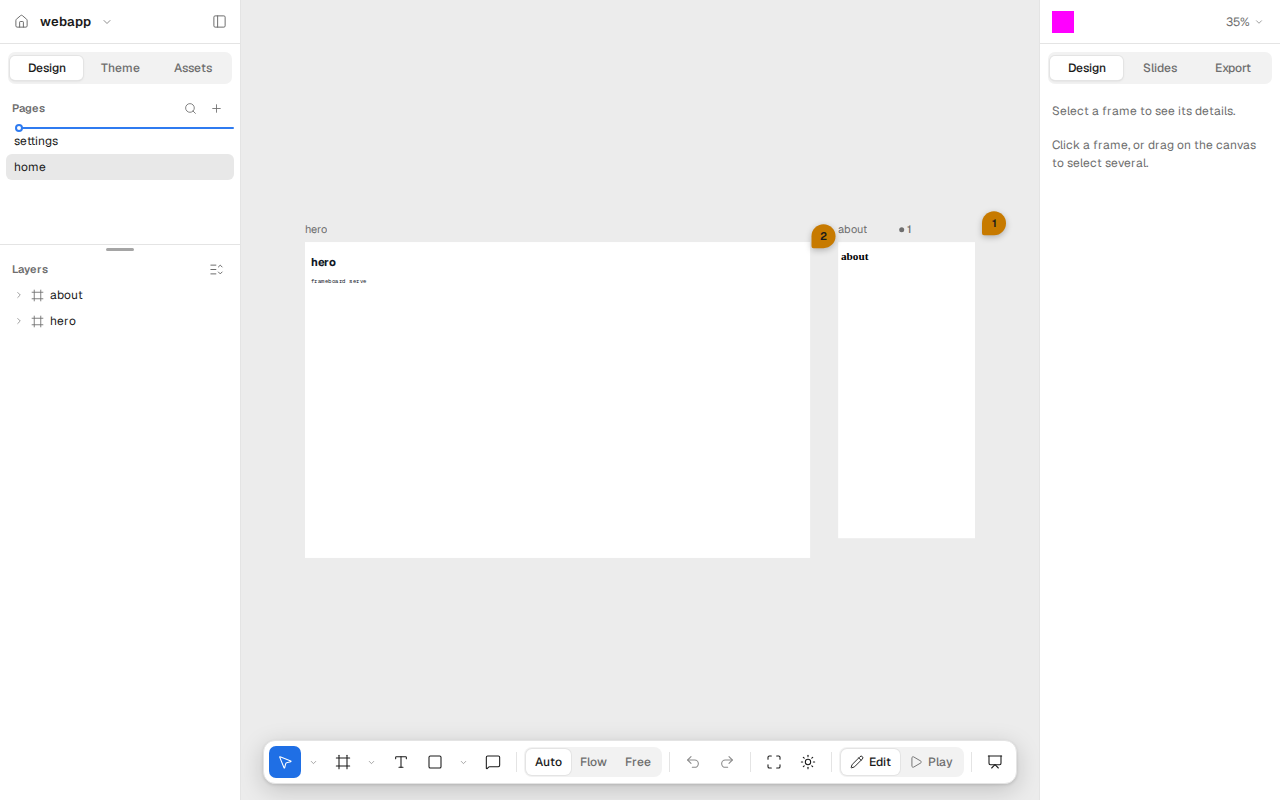 webapp
35%
Design Theme Assets
Design Slides Export
Pages
settings
home
Select a frame to see its details.
Click a frame, or drag on the canvas
to select several.
Layers
about
hero
hero
2
about
1
1
hero
frameboard serve
about
Auto Flow Free
Edit Play